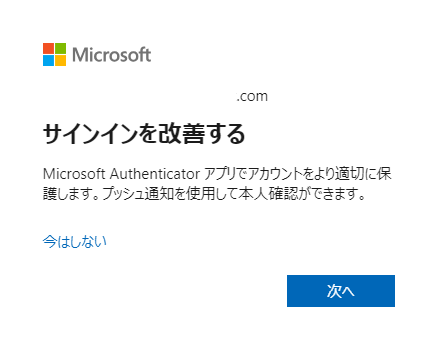 Microsoft
.com
サインインを改善する
Microsoft Authenticator アプリでアカウントをより適切に保
護します。プッシュ通知を使用して本人確認ができます。
今はしない
次へ